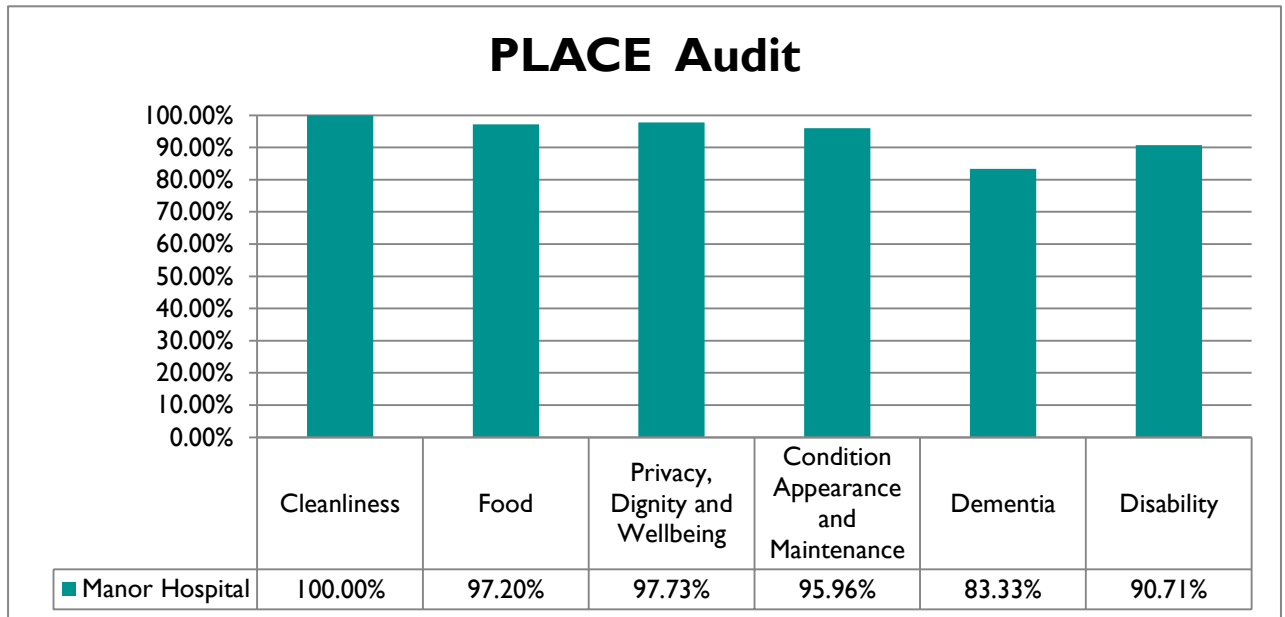 PLACE Audit
100.00%
90.00%
80.00%
70.00%
60.00%
50.00%
40.00%
30.00%
20.00%
10.00%
0.00%
Cleanliness
Food
Privacy,
Dignity and
Wellbeing
Condition
Appearance
and
Maintenance
Dementia
Disability
Manor Hospital 100.00% 97.20% 97.73% 95.96% 83.33% 90.71%